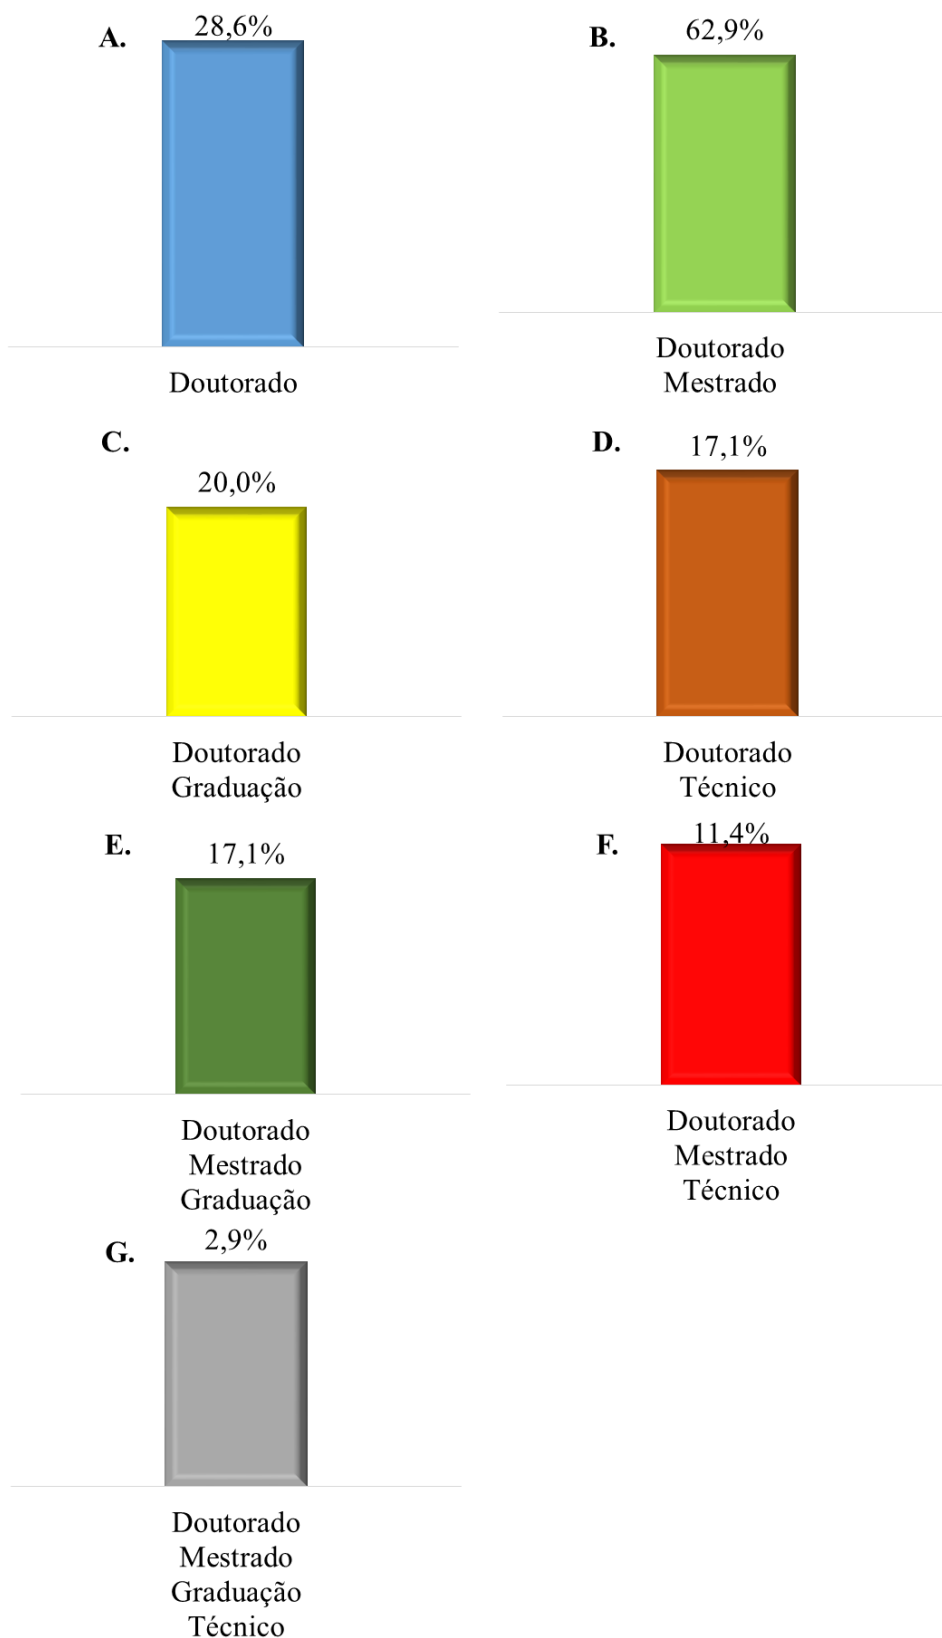 A.
28,6%
Doutorado
B.
62,9%
Doutorado
Mestrado
C.
20,0%
Doutorado
Graduação
D.
17,1%
Doutorado
Técnico
E.
17,1%
Doutorado
Mestrado
Graduação
F.
11,4%
Doutorado
Mestrado
Técnico
G.
2,9%
Doutorado
Mestrado
Graduação
Técnico